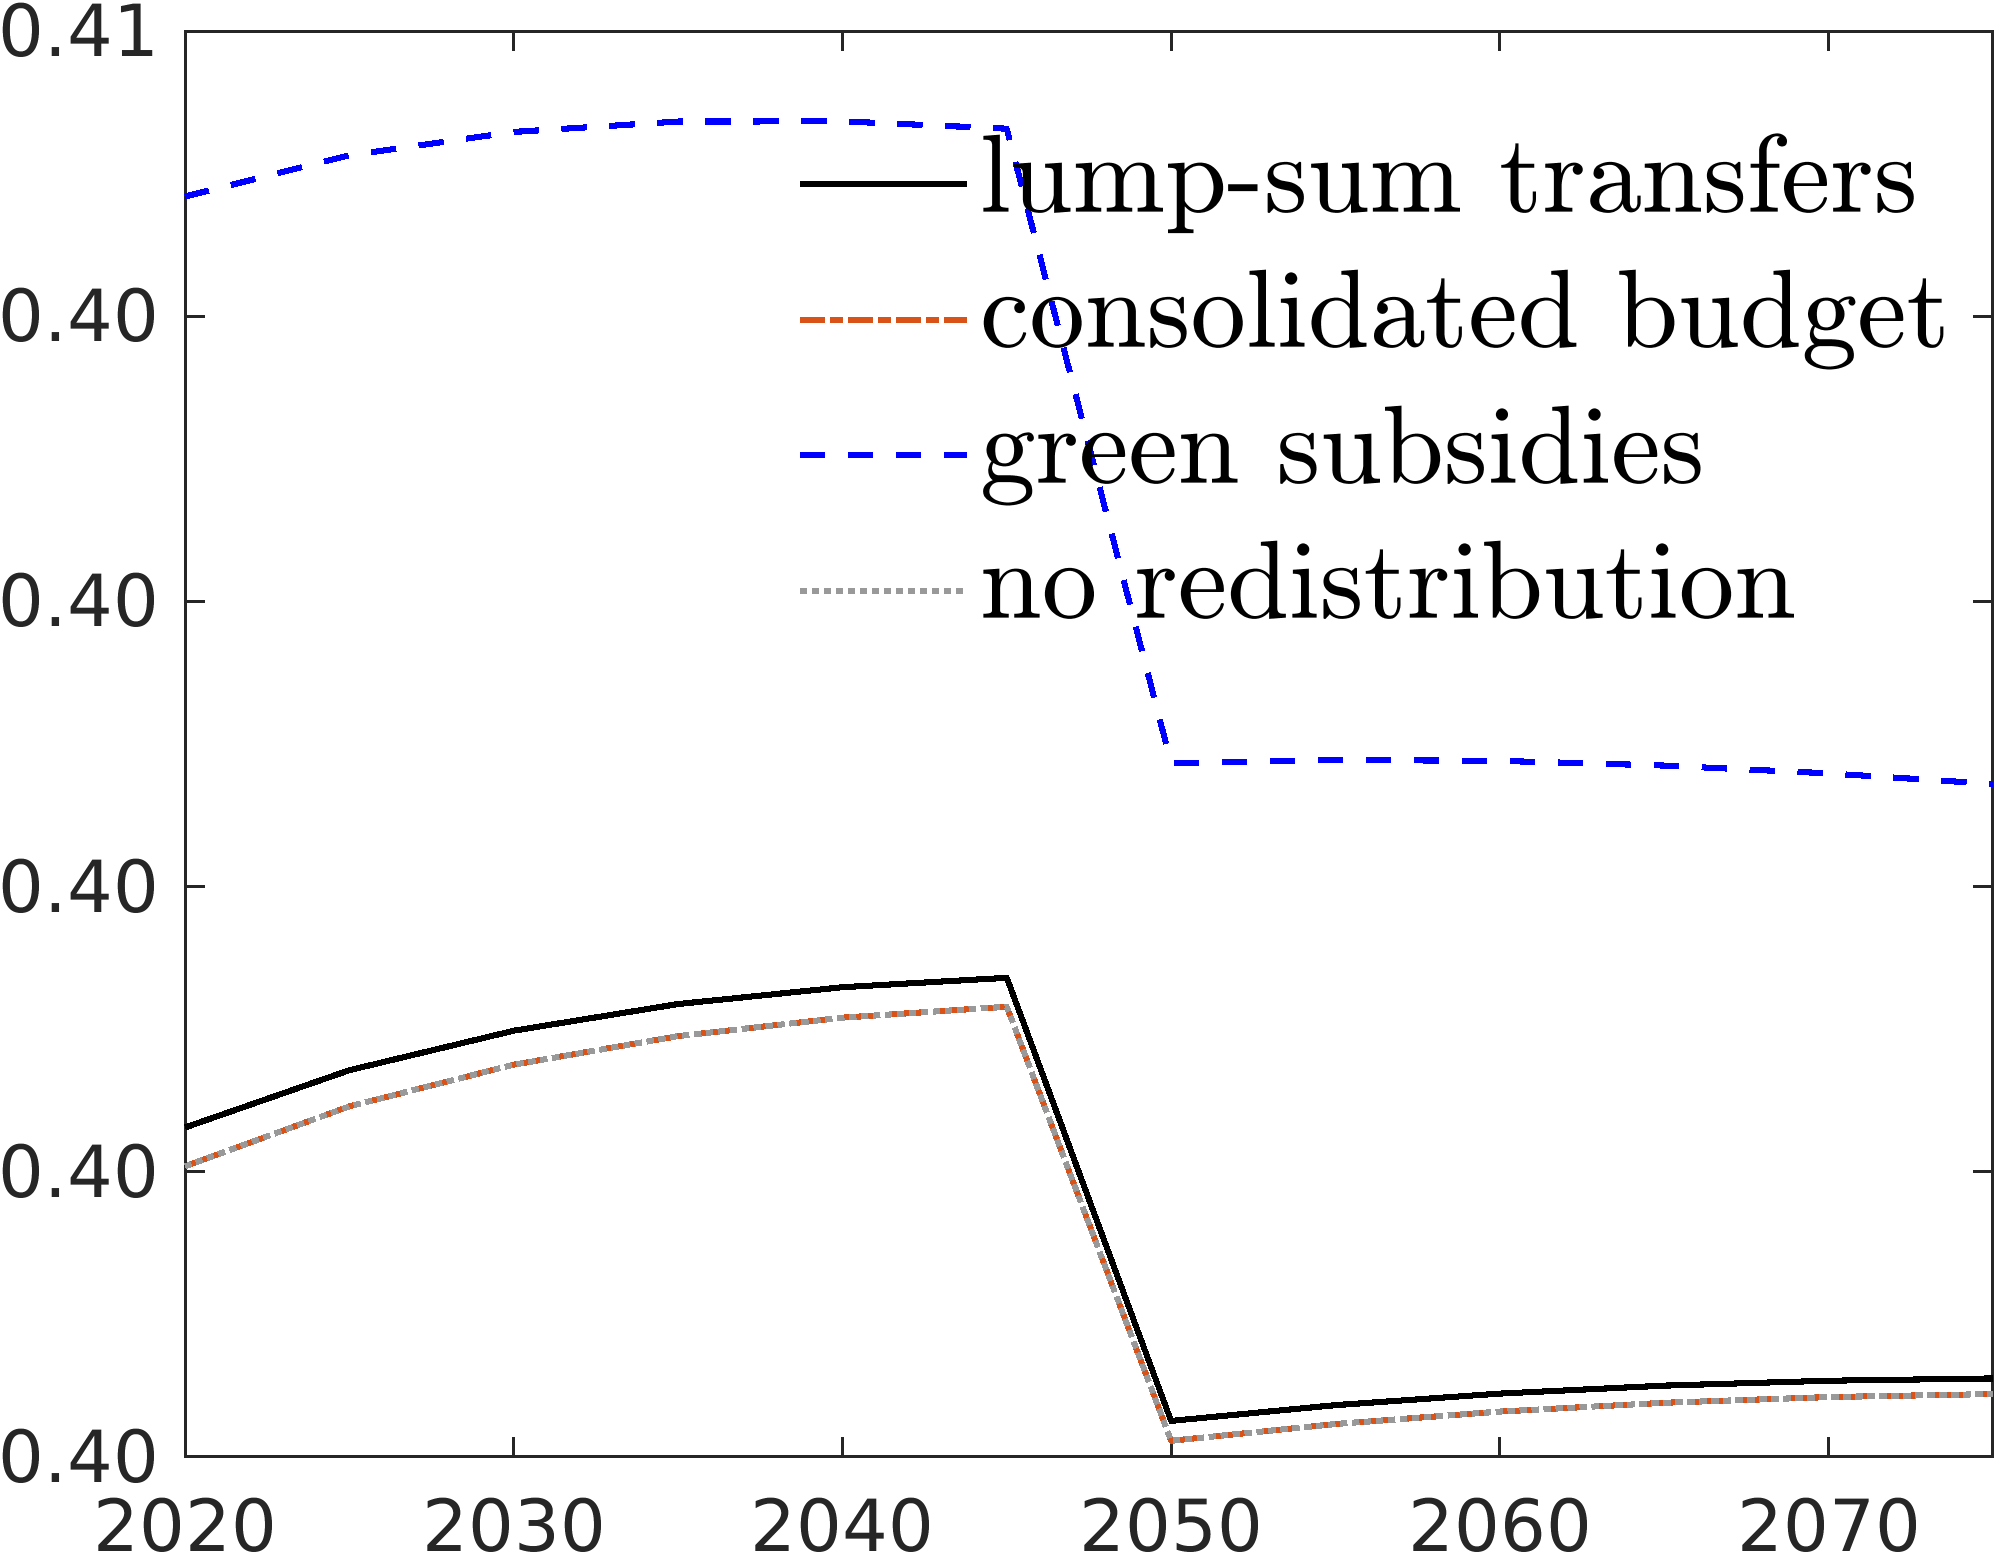 0.41
0.40
0.40
0.40
0.40
0.40
lump-sum transfers
consolidated budget
green subsidies
no redistribution
2020 2030 2040 2050 2060 2070